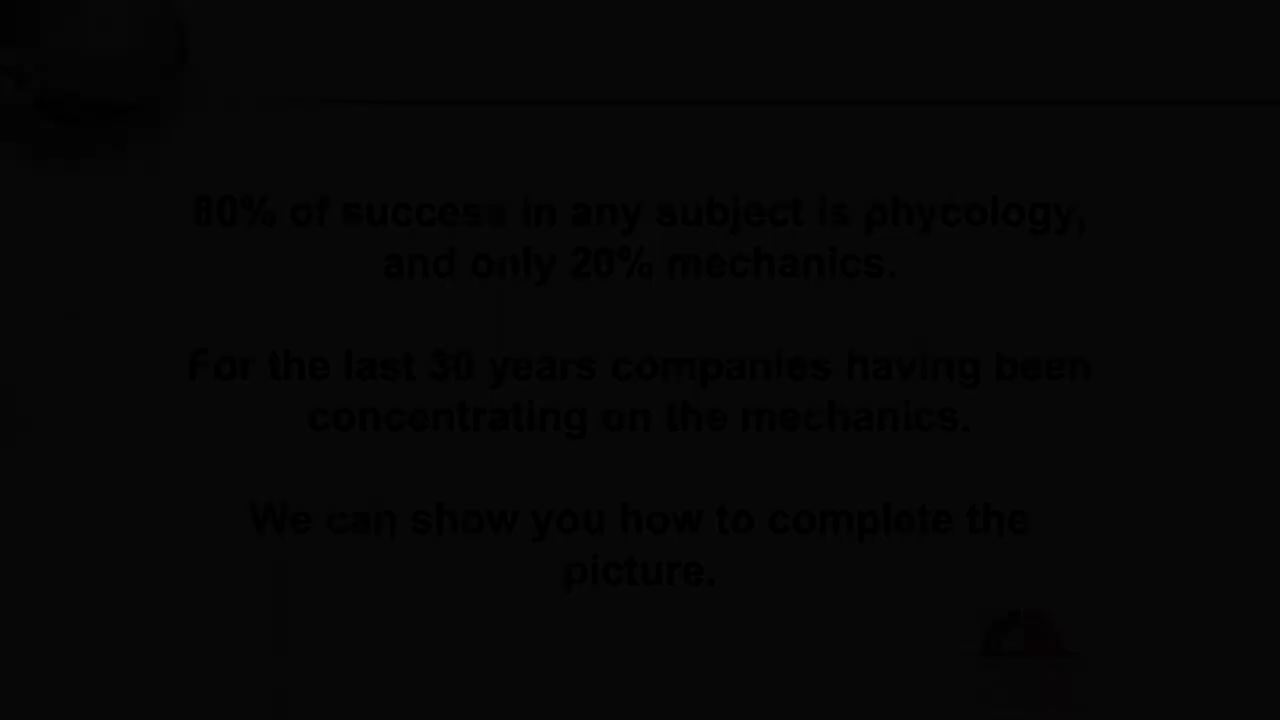 80% of success in any subject is phycology,
and only 20% mechanics.
For the last 30 years companies having been
concentrating on the mechanics.
We can show you how to complete the
picture.